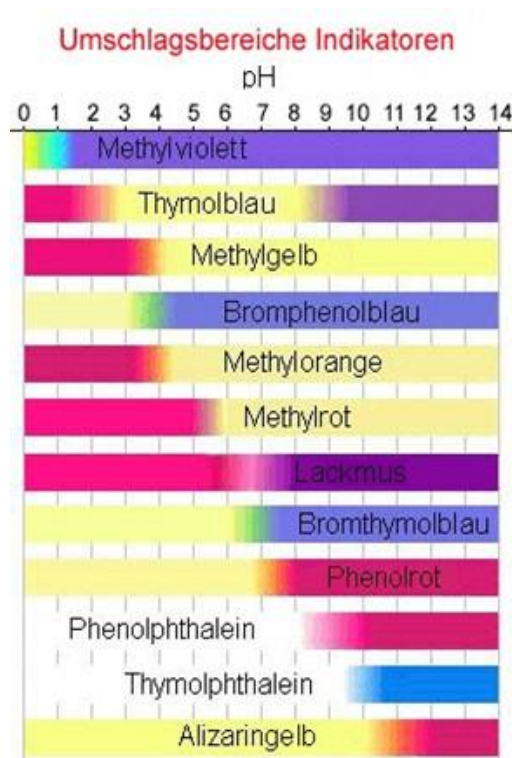 Umschlagsbereiche Indikatoren
pH
0 1 2 3 4 5 6 7 8 9 10 11 12 13 14
Methylviolett
Thymolblau
Methylgelb
Bromphenolblau
Methylorange
Methylrot
Lackmus
Bromthymolblau
Phenolrot
Phenolphthalein
Thymolphthalein
Alizaringelb